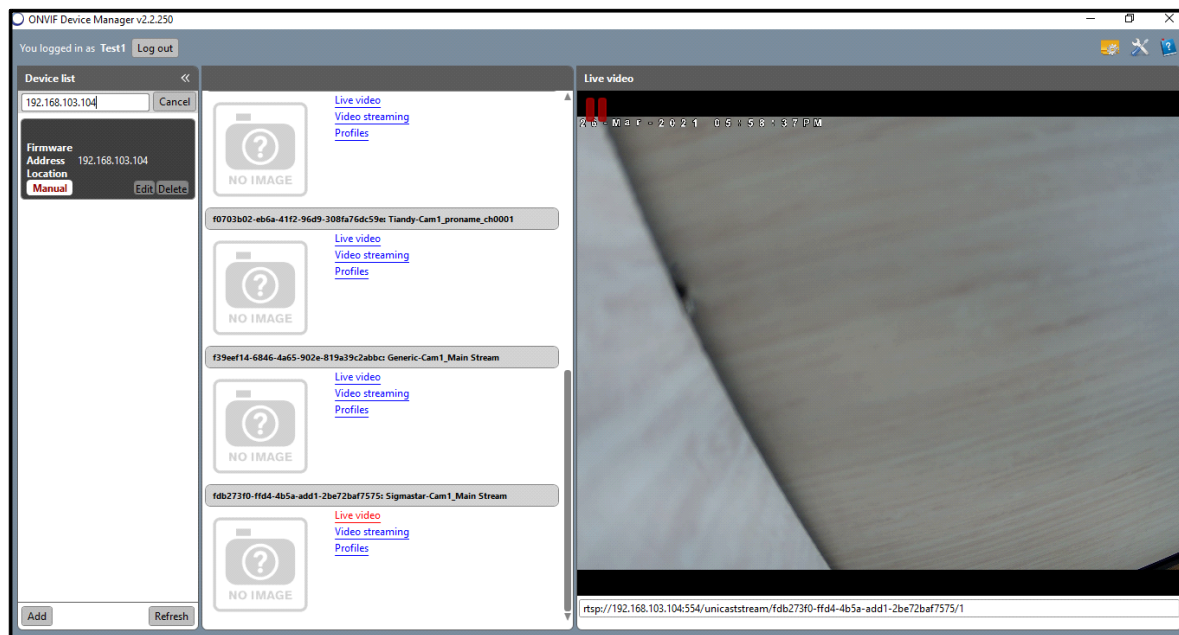 ONVIF Device Manager v2.2.250
You logged in as Test1 Log out
Device list
192.168.103.104 Cancel
Firmware
Address 192.168.103.104
Location
Manual Edit Delete
Add Refresh
Live video
Video streaming
Profiles
NO IMAGE
f0703b02-eb6a-41f2-96d9-308fa76dc59e: Tiandy-Cam1_proname_ch0001
Live video
Video streaming
Profiles
NO IMAGE
f39eef14-6846-4a65-902e-819a39c2abbc: Generic-Cam1_Main Stream
Live video
Video streaming
Profiles
NO IMAGE
fdb273f0-ffd4-4b5a-add1-2be72baf7575: Sigmastar-Cam1_Main Stream
Live video
Video streaming
Profiles
NO IMAGE
Live video
26-Mar-2021 05:58:37PM
rtsp://192.168.103.104:554/unicaststream/fdb273f0-ffd4-4b5a-add1-2be72baf7575/1